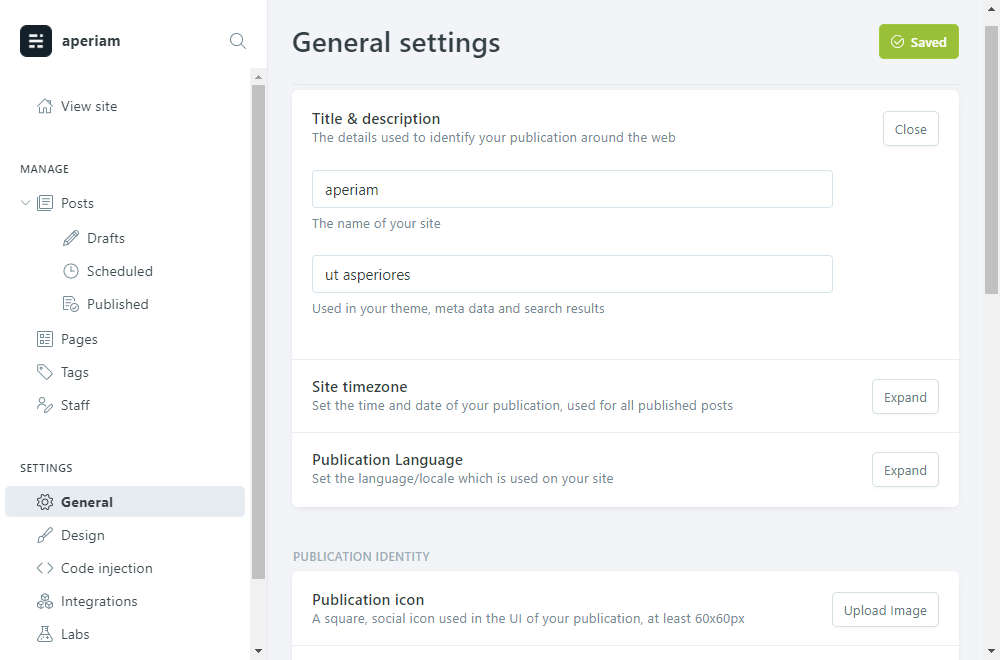 aperiam
View site
MANAGE
Posts
Drafts
Scheduled
Published
Pages
Tags
Staff
SETTINGS
General
Design
Code injection
Integrations
Labs
General settings
Saved
Title & description
The details used to identify your publication around the web
Close
aperiam
The name of your site
ut asperiores
Used in your theme, meta data and search results
Site timezone
Set the time and date of your publication, used for all published posts
Expand
Publication Language
Set the language/locale which is used on your site
Expand
PUBLICATION IDENTITY
Publication icon
A square, social icon used in the UI of your publication, at least 60x60px
Upload Image